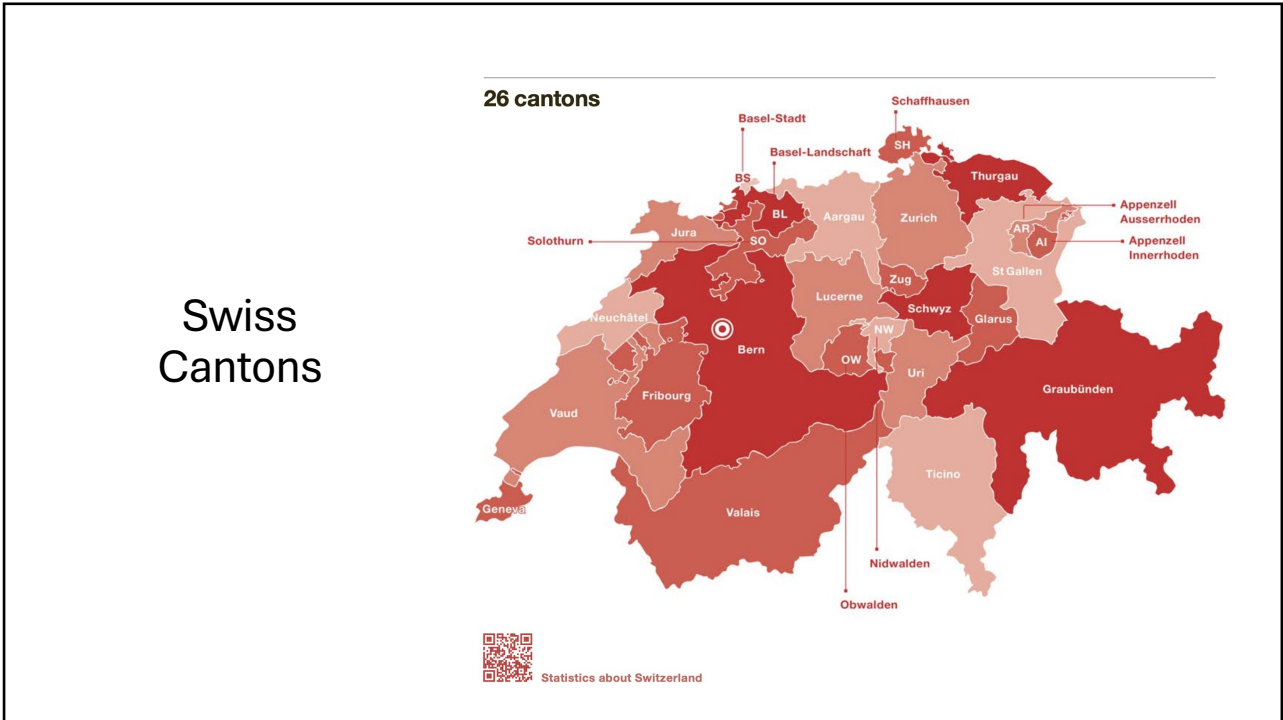 Swiss
Cantons
26 cantons
Schaffhausen
Basel-Stadt
Basel-Landschaft
SH
BS
Thurgau
BL
Aargau
Zurich
Appenzell
Ausserrhoden
Jura
AR
Solothurn
SO
AI
Appenzell
Innerrhoden
St Gallen
Zug
Lucerne
Schwyz
Glarus
Neuchâtel
NW
Bern
OW
Uri
Graubünden
Fribourg
Vaud
Ticino
Geneva
Valais
Nidwalden
Obwalden
Statistics about Switzerland